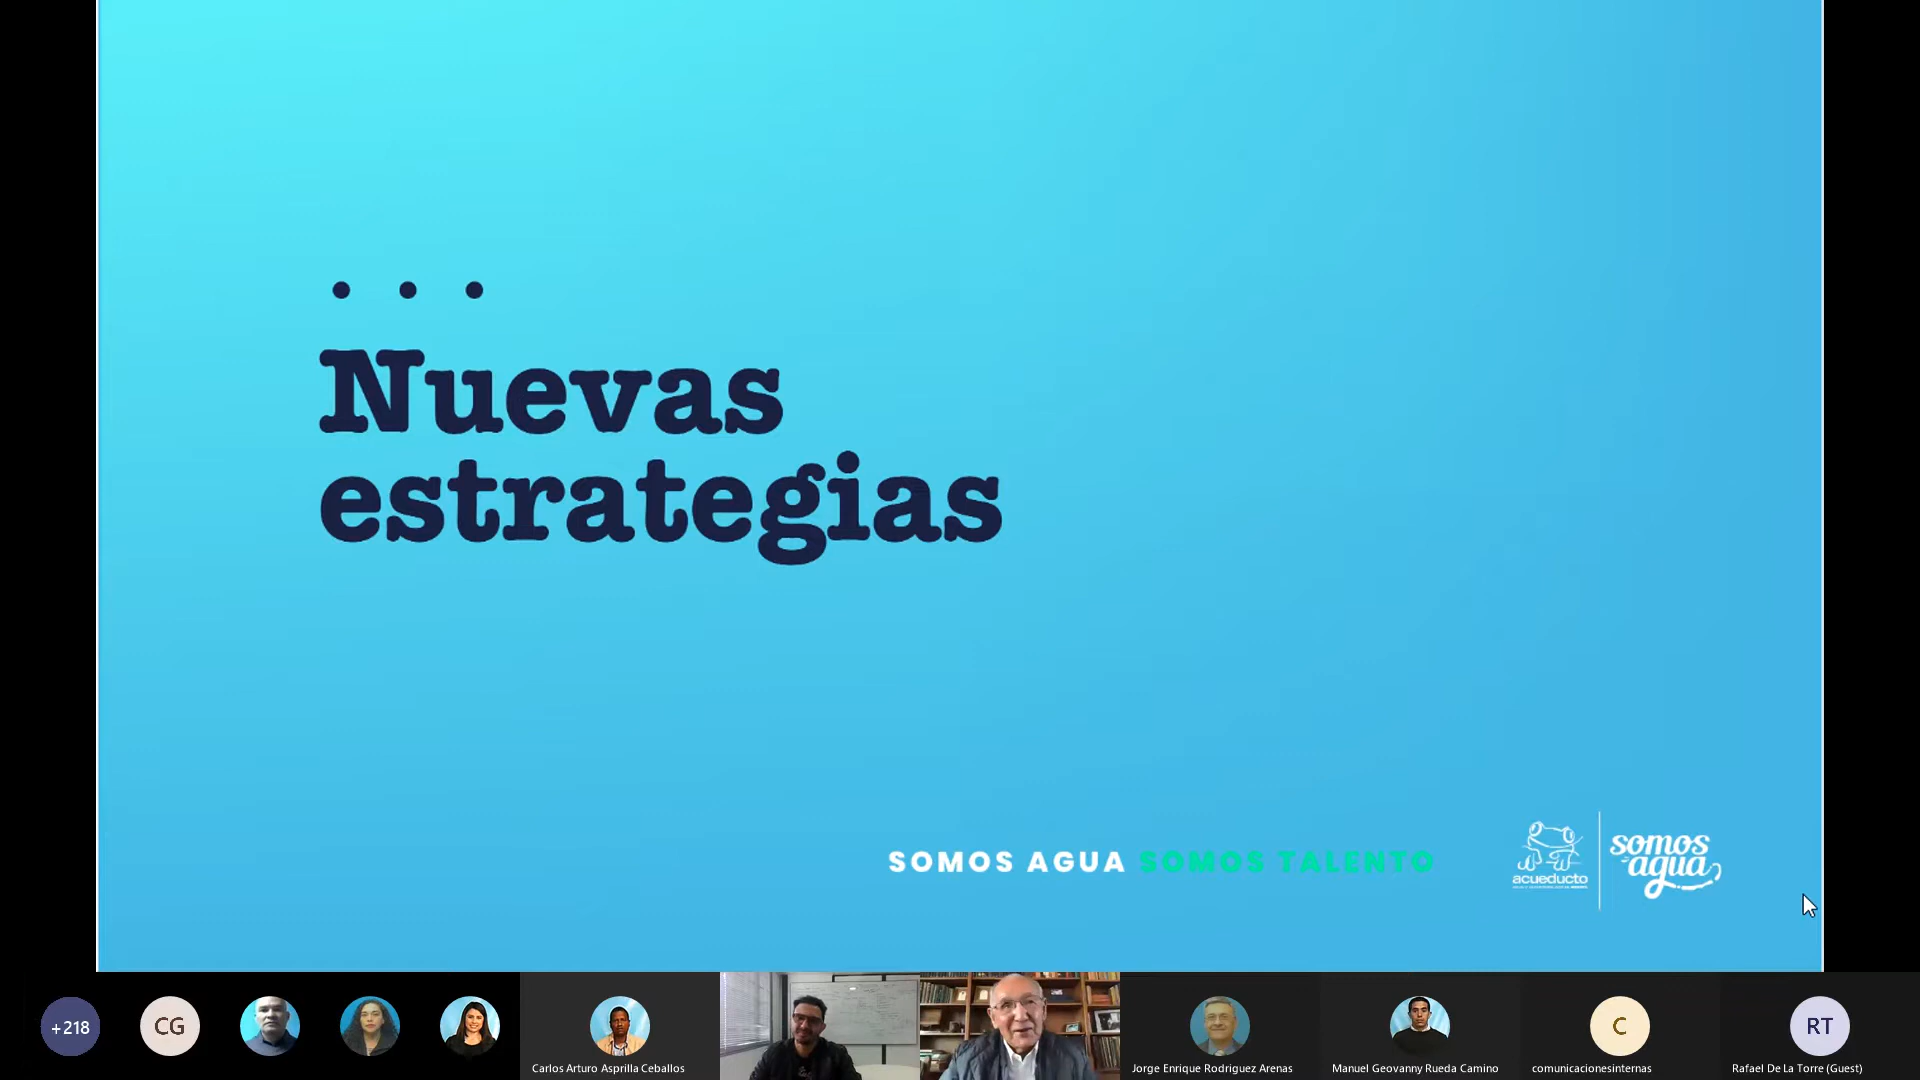 Nuevas
estrategias
SOMOS AGUA SOMOS TALENTO
acueducto
somos
agua
+218
CG
Carlos Arturo Asprilla Ceballos
Jorge Enrique Rodriguez Arenas
Manuel Geovanny Rueda Camino
C
comunicacionesinternas
RT
Rafael De La Torre (Guest)